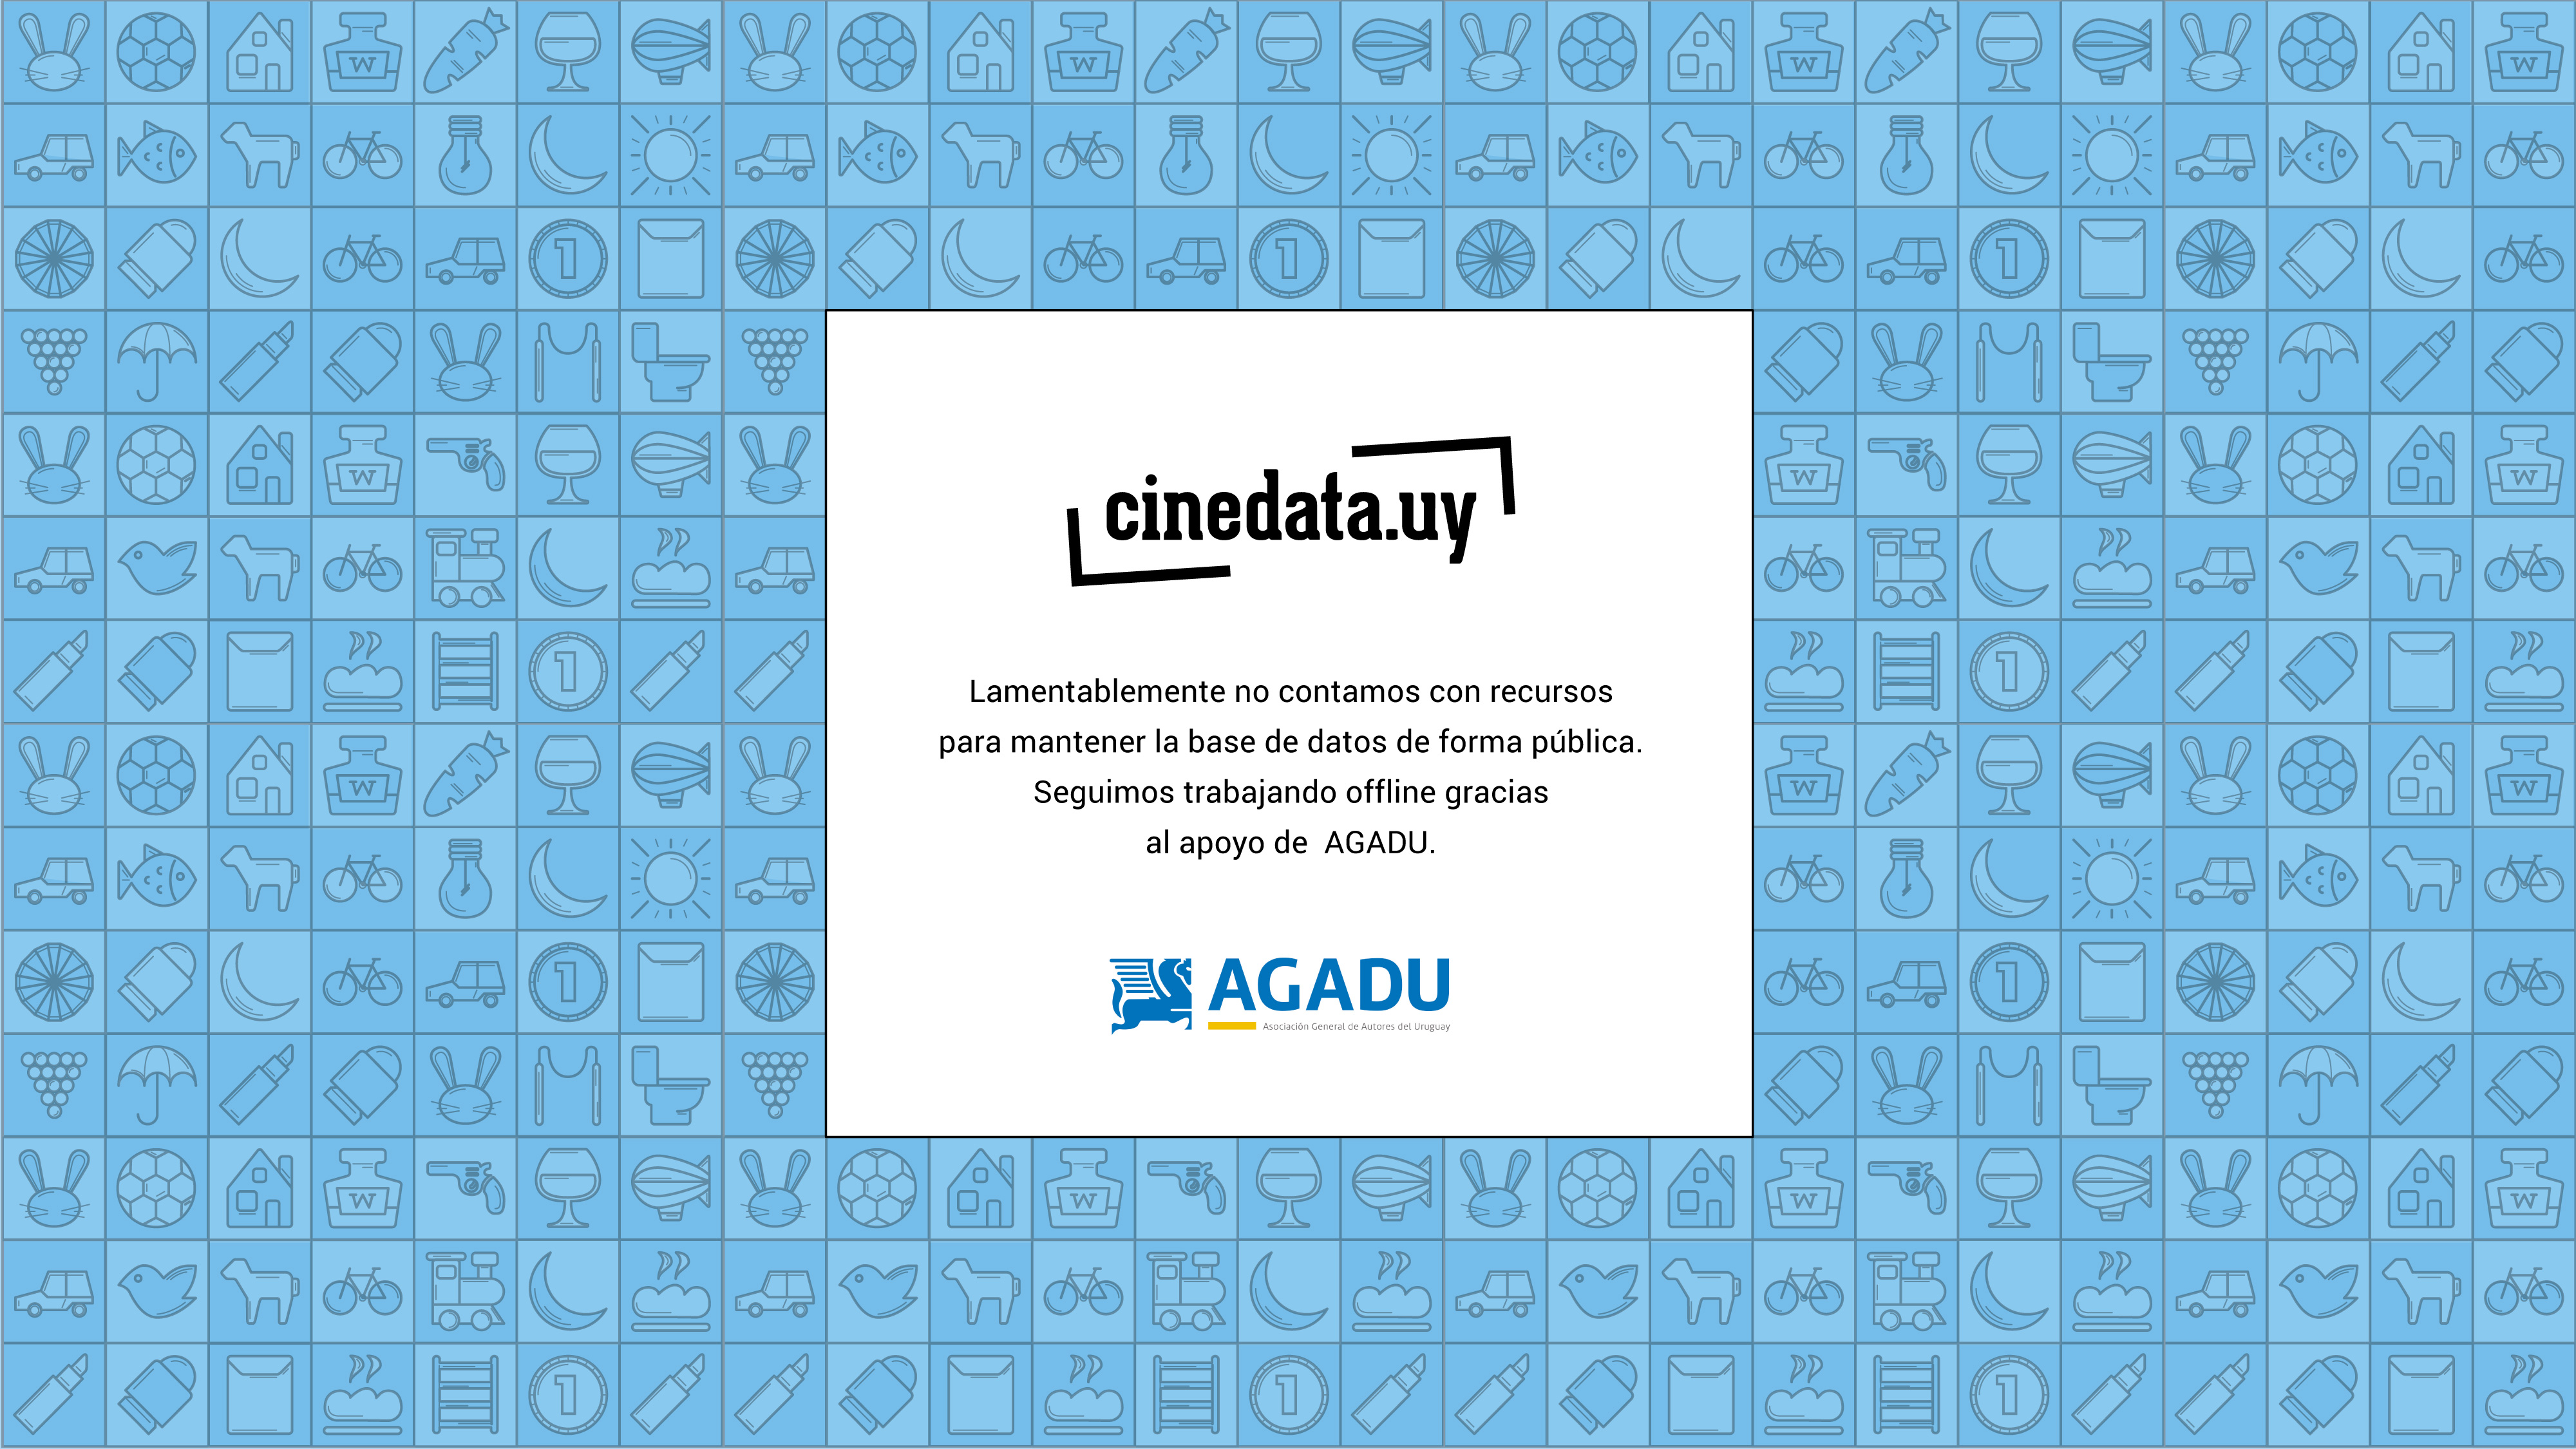 cinedata.uy
Lamentablemente no contamos con recursos
para mantener la base de datos de forma pública.
Seguimos trabajando offline gracias
al apoyo de  AGADU.
AGADU
Asociación General de Autores del Uruguay